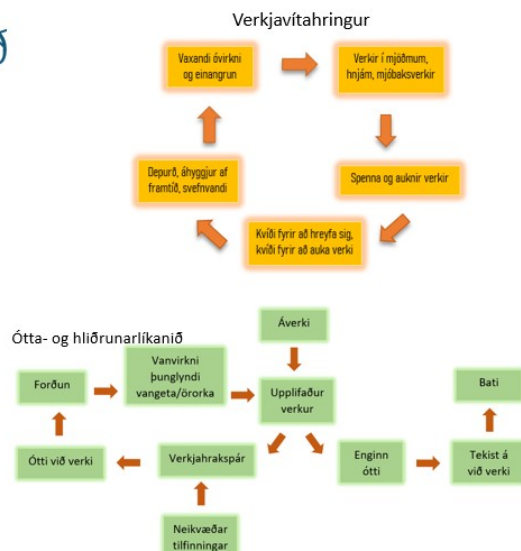 ð
Verkjavítahringur
Vaxandi óvirkni
og einangrun
Verkir í mjöðmum,
hnjám, mjóbaksverkir
Depurð, áhyggjur af
framtíð, svefnvandi
Spenna og auknir verkir
Kvíði fyrir að hreyfa sig,
kvíði fyrir að auka verki
Ótta- og hliðrunarlíkanið
Áverki
Vanvirkni
þunglyndi
vangeta/örorka
Forðun
Upplifaður
verkur
Bati
Ótti við verki
Verkjahrakspár
Enginn
ótti
Tekist á
við verki
Neikvæðar
tilfinningar